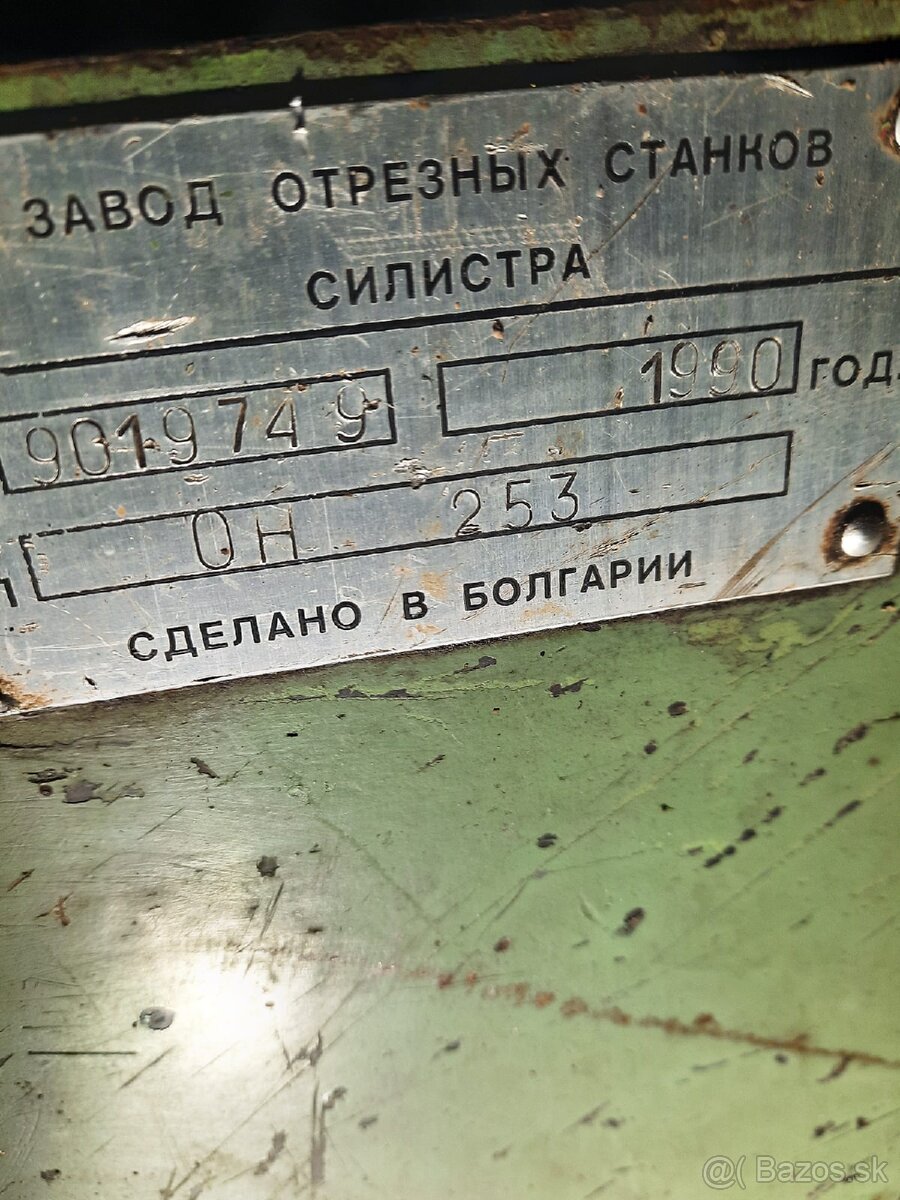 ЗАВОД ОТРЕЗНЫХ СТАНКОВ
СИЛИСТРА
9019749 1990 ГОД.
ОН 253
СДЕЛАНО В БОЛГАРИИ
@( Bazos.sk